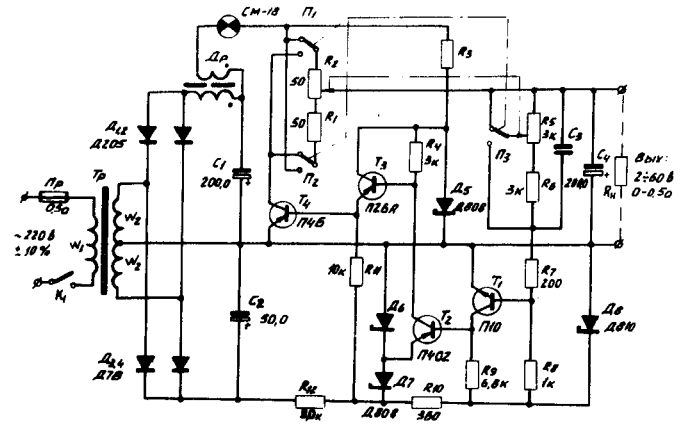 СМ-18
П1
Др.
R2
50
R3
Д1,2
Д205
50
R1
R4
3к
R5
3к
С3
С4
С1
200,0
П2
Т3
П3
200,0
Rн
Вых:
2÷60 в
0-0,5а
Пр
0,5а
Тр
Т4
П4Б
П26А
Д5
Д808
3к
R6
W2
~220 в
± 10%
W1
W2
К1
10к
R11
Т1
R7
200
С2
50,0
Д6
Т2
П10
Д8
Д810
Д3,4
Д7В
П402
R9
6,8к
R8
1к
R12
Д7
Д808
R10
380